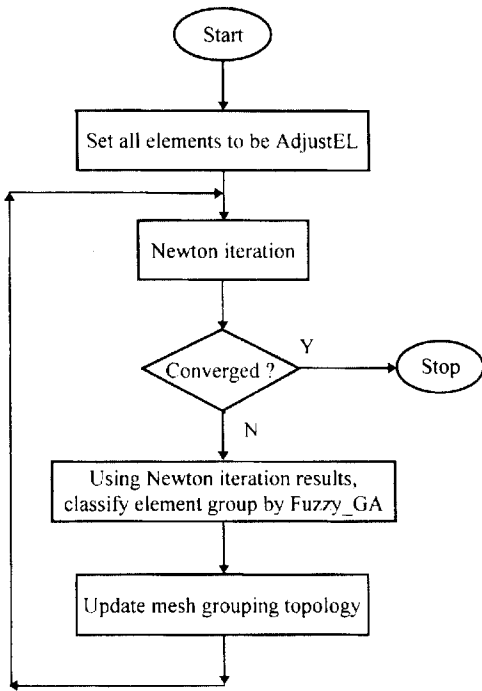 Start
Set all elements to be AdjustEL
Newton iteration
Converged ?
Y
Stop
N
Using Newton iteration results,
classify element group by Fuzzy_GA
Update mesh grouping topology